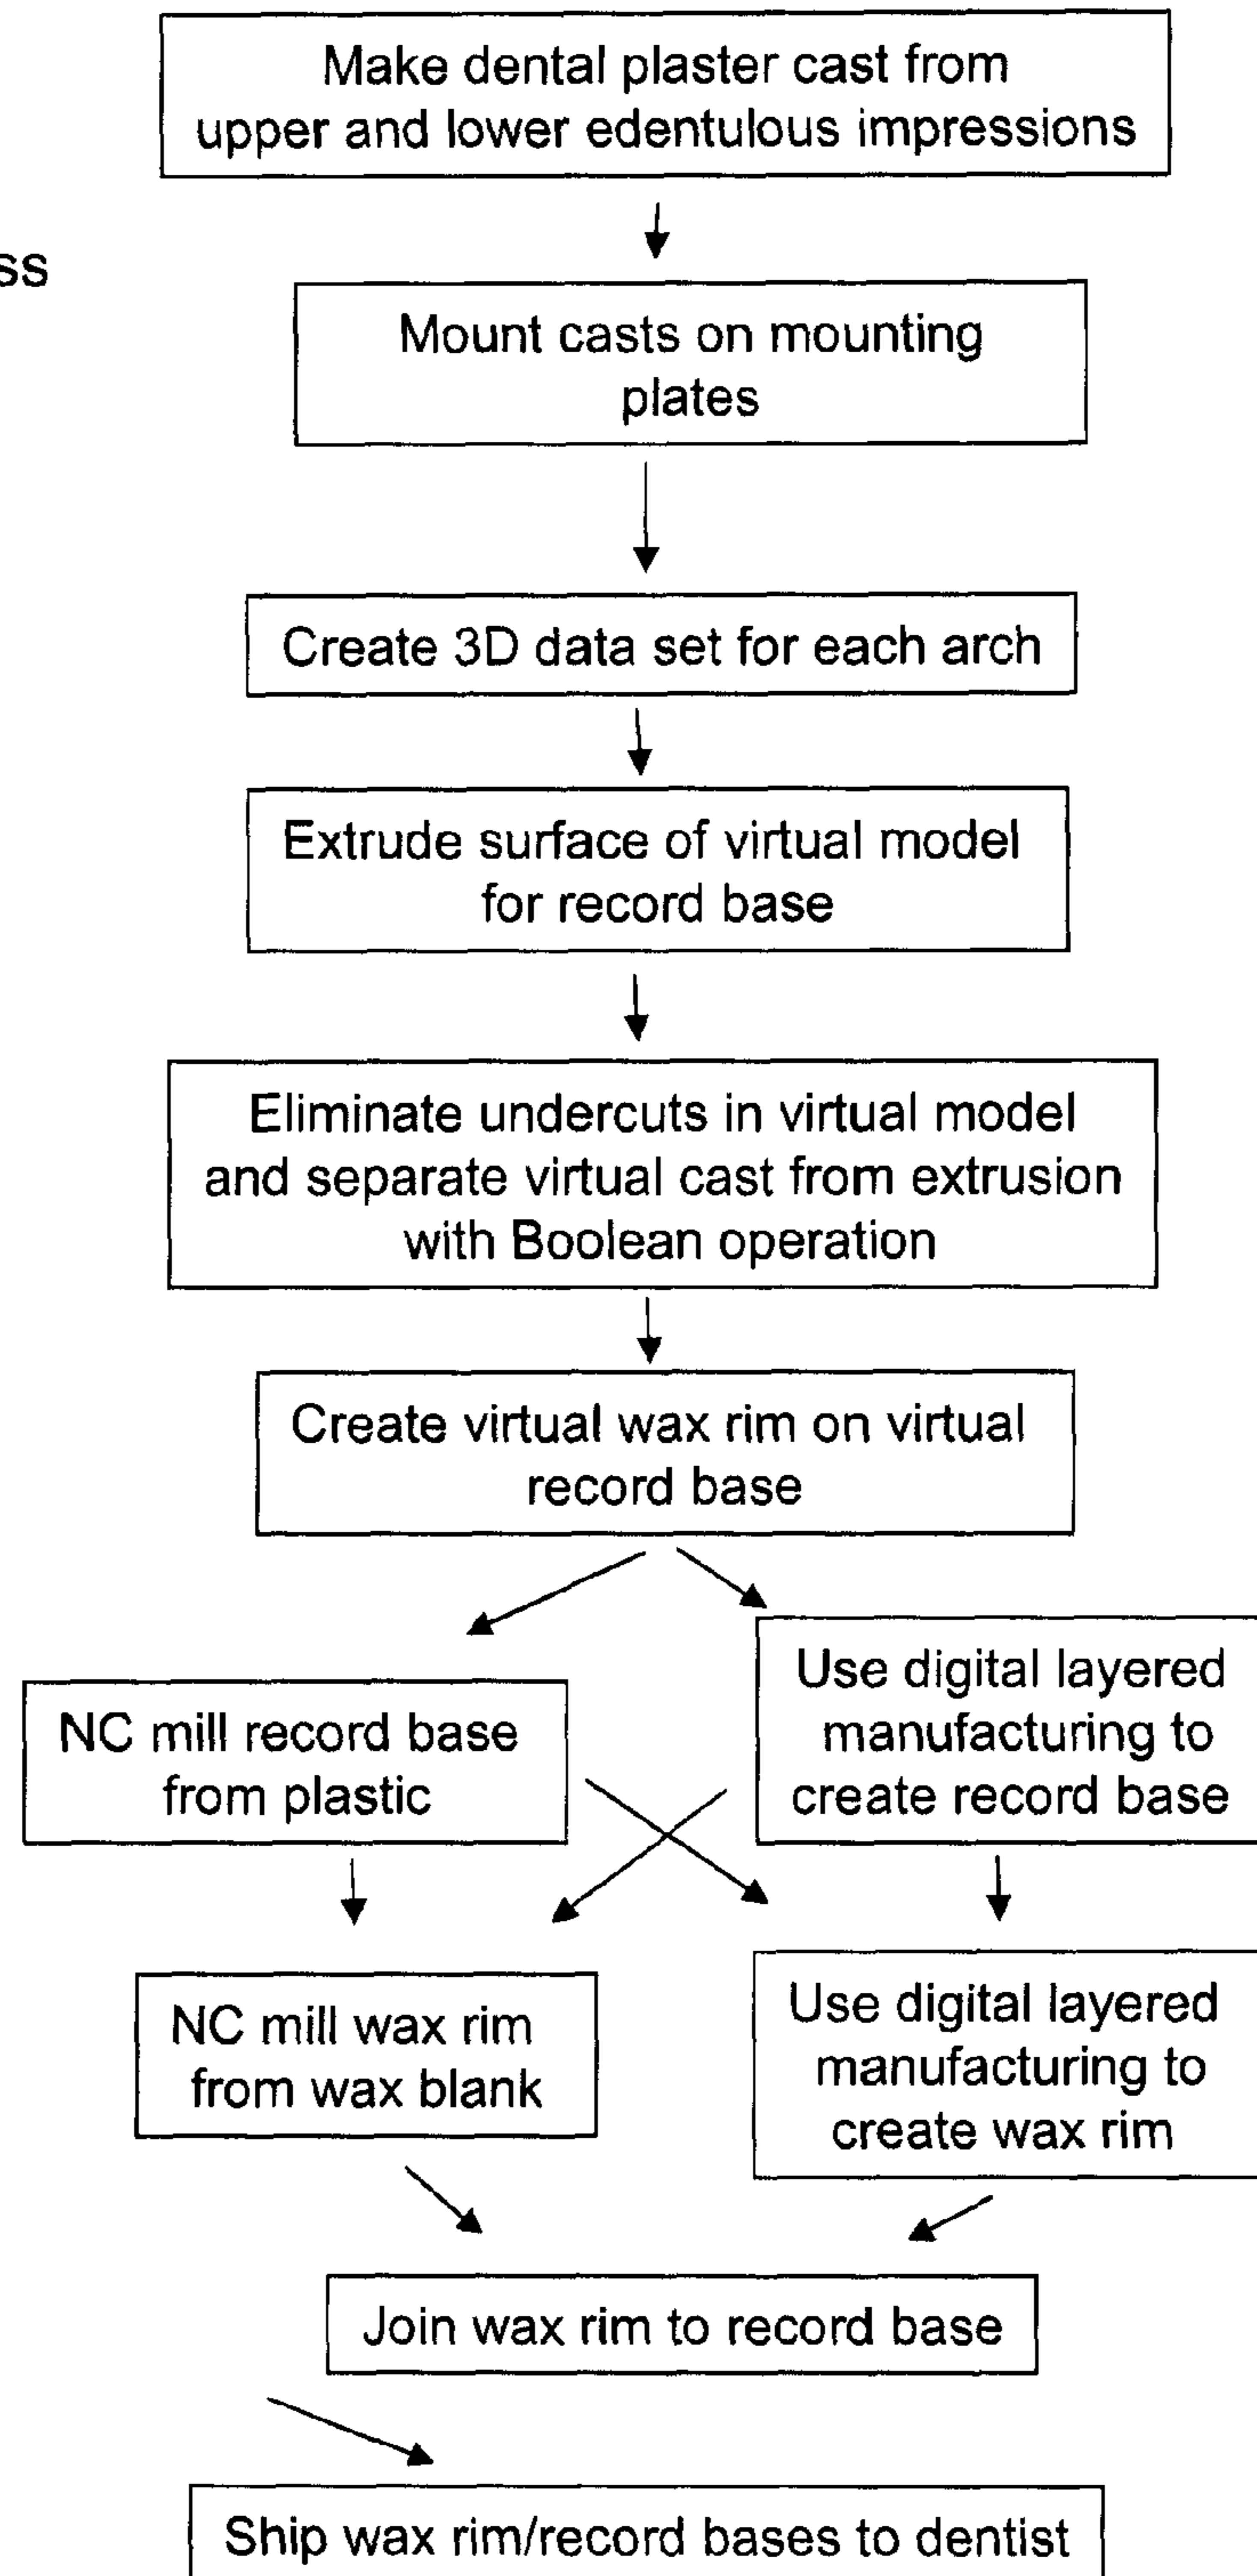 Make dental plaster cast from
upper and lower edentulous impressions
ss
Mount casts on mounting
plates
Create 3D data set for each arch
Extrude surface of virtual model
for record base
Eliminate undercuts in virtual model
and separate virtual cast from extrusion
with Boolean operation
Create virtual wax rim on virtual
record base
NC mill record base
from plastic
Use digital layered
manufacturing to
create record base
NC mill wax rim
from wax blank
Use digital layered
manufacturing to
create wax rim
Join wax rim to record base
Ship wax rim/record bases to dentist